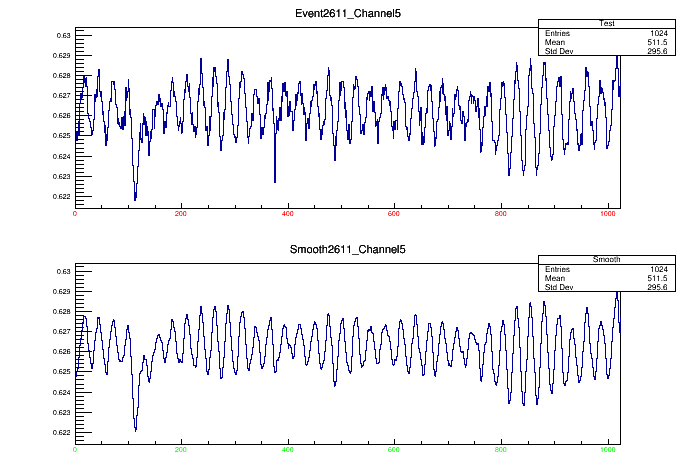 Event2611_Channel5
Test
Entries 1024
Mean 511.5
Std Dev 295.6
0.63
0.629
0.628
0.627
0.626
0.625
0.624
0.623
0.622
0 200 400 600 800 1000
Smooth2611_Channel5
Smooth
Entries 1024
Mean 511.5
Std Dev 295.6
0.63
0.629
0.628
0.627
0.626
0.625
0.624
0.623
0.622
0 200 400 600 800 1000